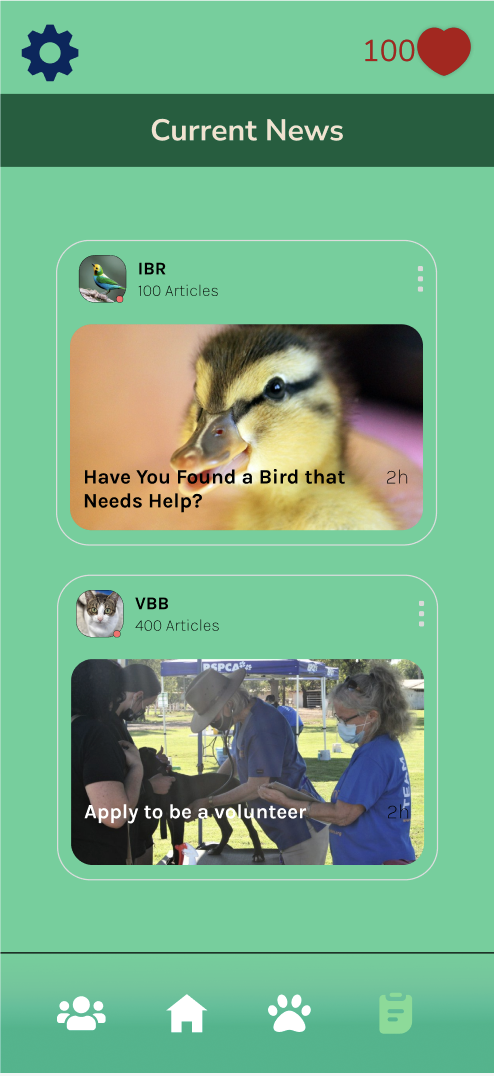 100
Current News
IBR
100 Articles
Have You Found a Bird that
2h
Needs Help?
VBB
400 Articles
RSPCA
TEAM
Apply to be a volunteer
2h